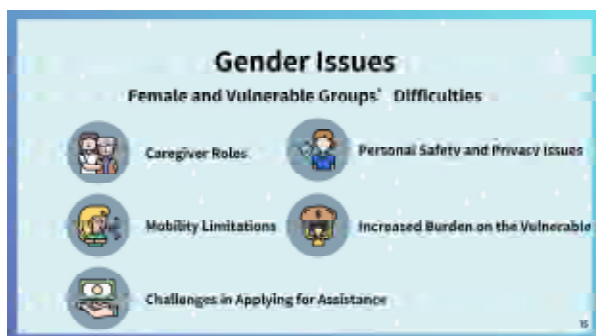 Gender Issues
Female and Vulnerable Groups' Difficulties
Caregiver Roles
Personal Safety and Privacy Issues
Mobility Limitations
Increased Burden on the Vulnerable
Challenges in Applying for Assistance